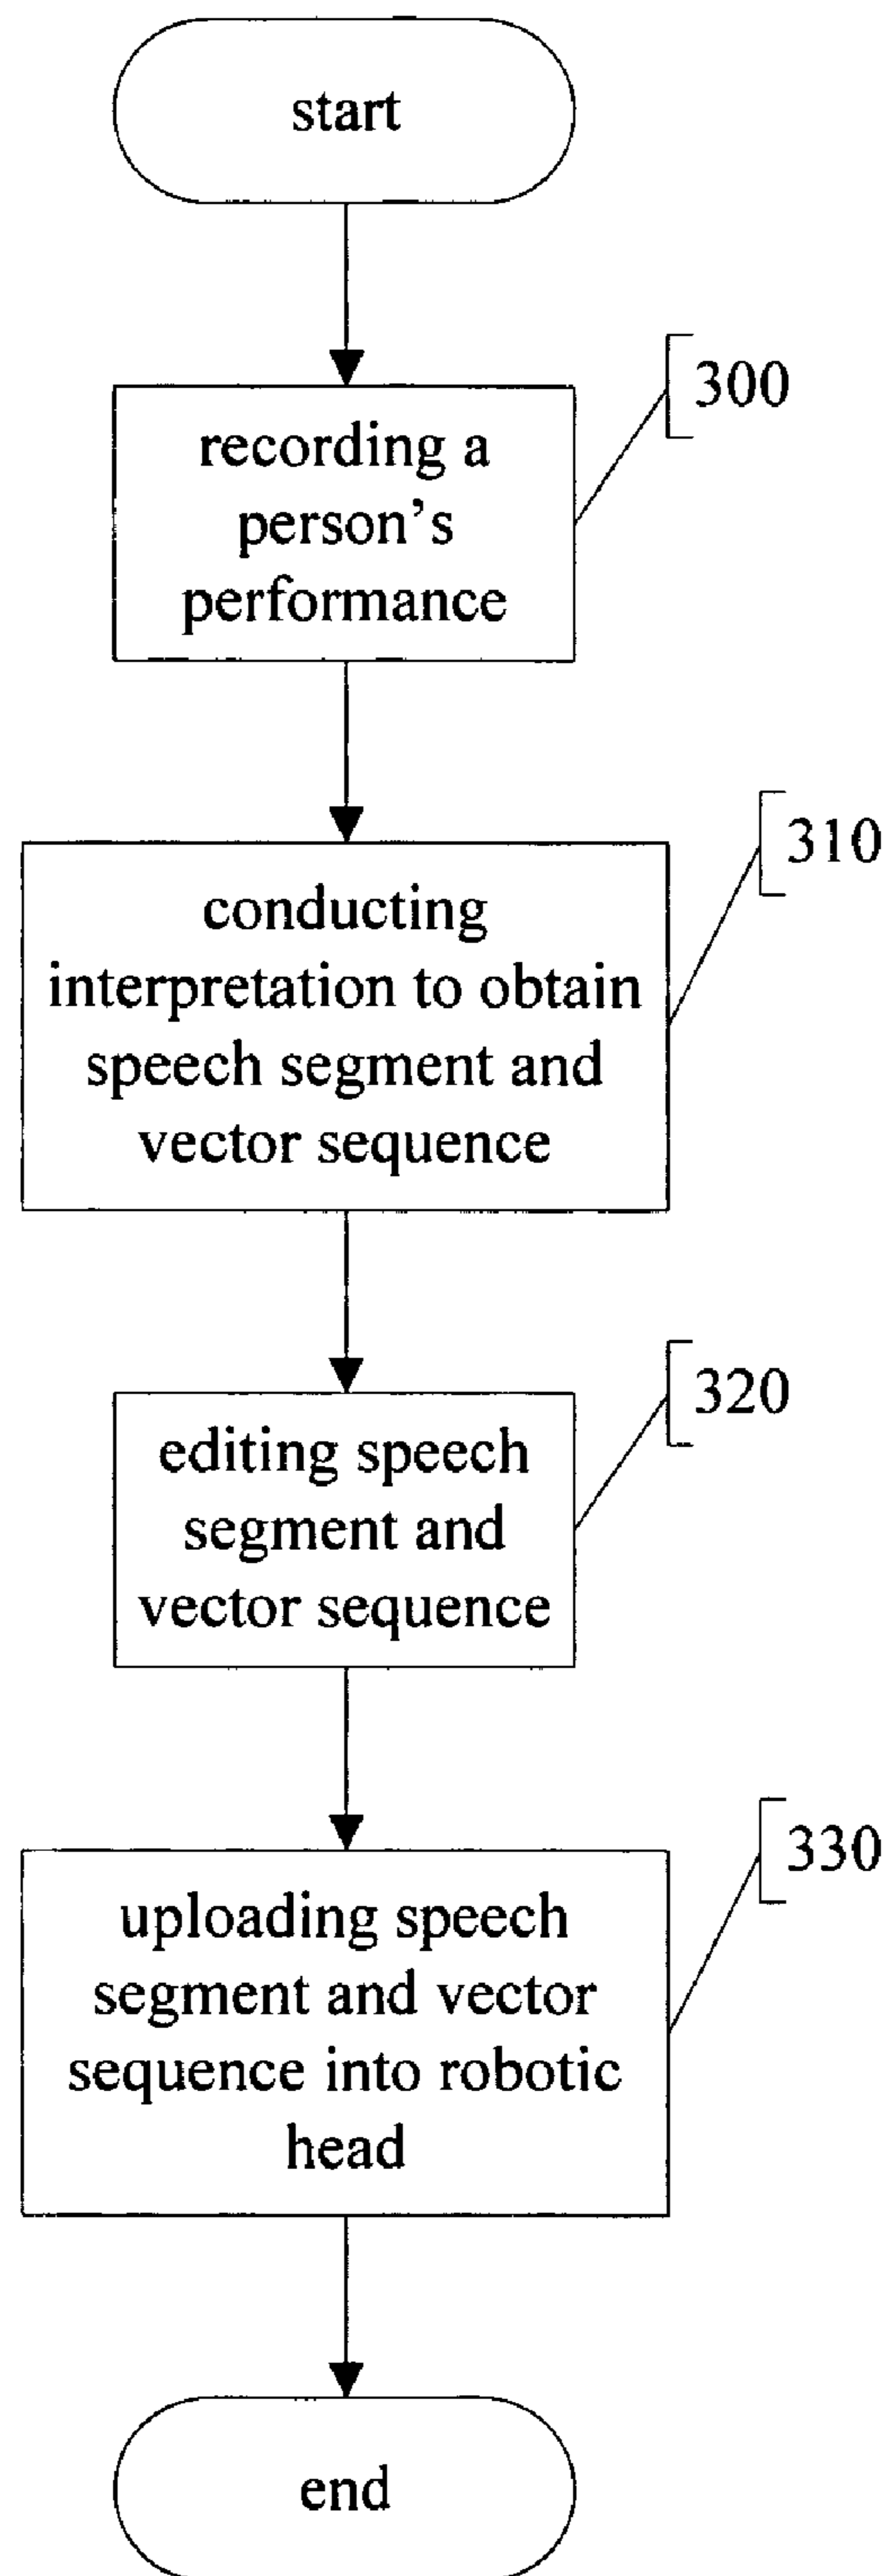 start
300
recording a
person’s
performance
310
conducting
interpretation to obtain
speech segment and
vector sequence
320
editing speech
segment and
vector sequence
330
uploading speech
segment and vector
sequence into robotic
head
end